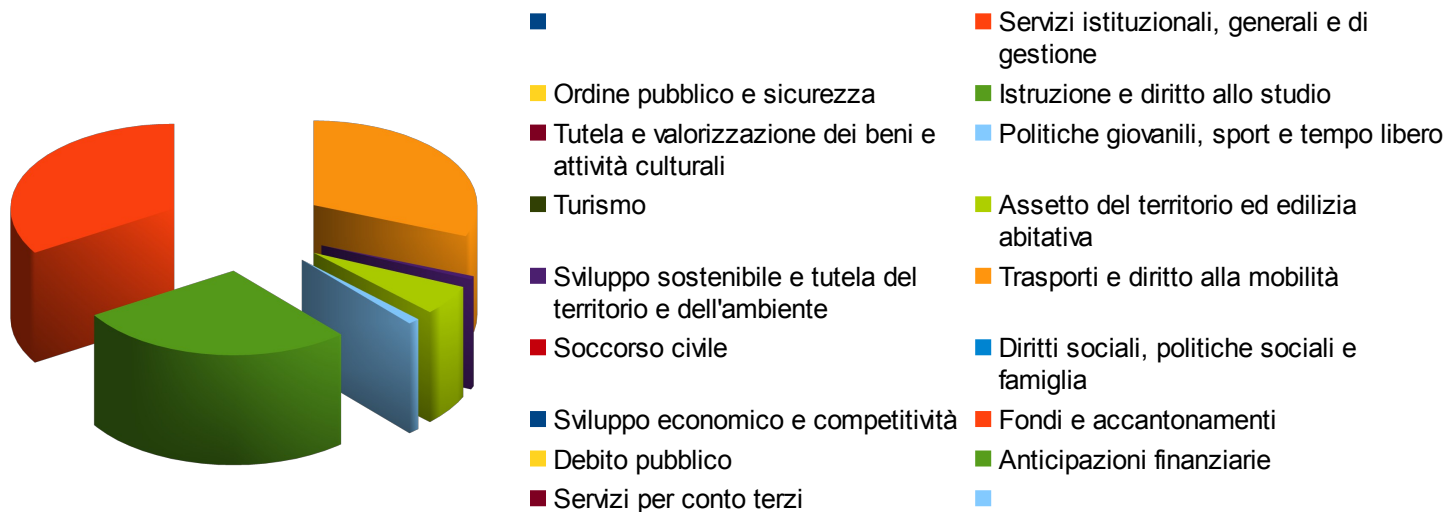 Servizi istituzionali, generali e di
gestione
Ordine pubblico e sicurezza
Istruzione e diritto allo studio
Tutela e valorizzazione dei beni e
attività culturali
Politiche giovanili, sport e tempo libero
Turismo
Assetto del territorio ed edilizia
abitativa
Sviluppo sostenibile e tutela del
territorio e dell'ambiente
Trasporti e diritto alla mobilità
Soccorso civile
Diritti sociali, politiche sociali e
famiglia
Sviluppo economico e competitività
Fondi e accantonamenti
Debito pubblico
Anticipazioni finanziarie
Servizi per conto terzi